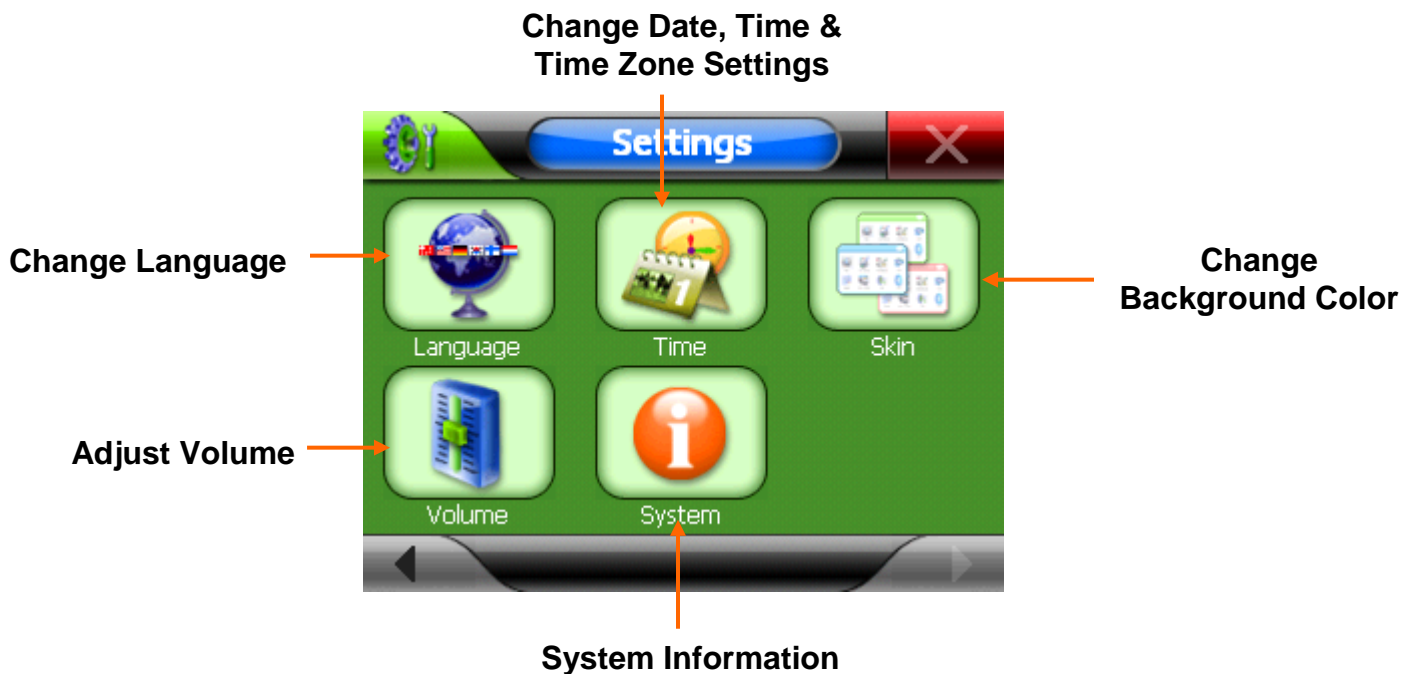 Change Date, Time &
Time Zone Settings
Settings
Change Language
Change
Background Color
Language
Time
Skin
1
Adjust Volume
Volume
System
System Information